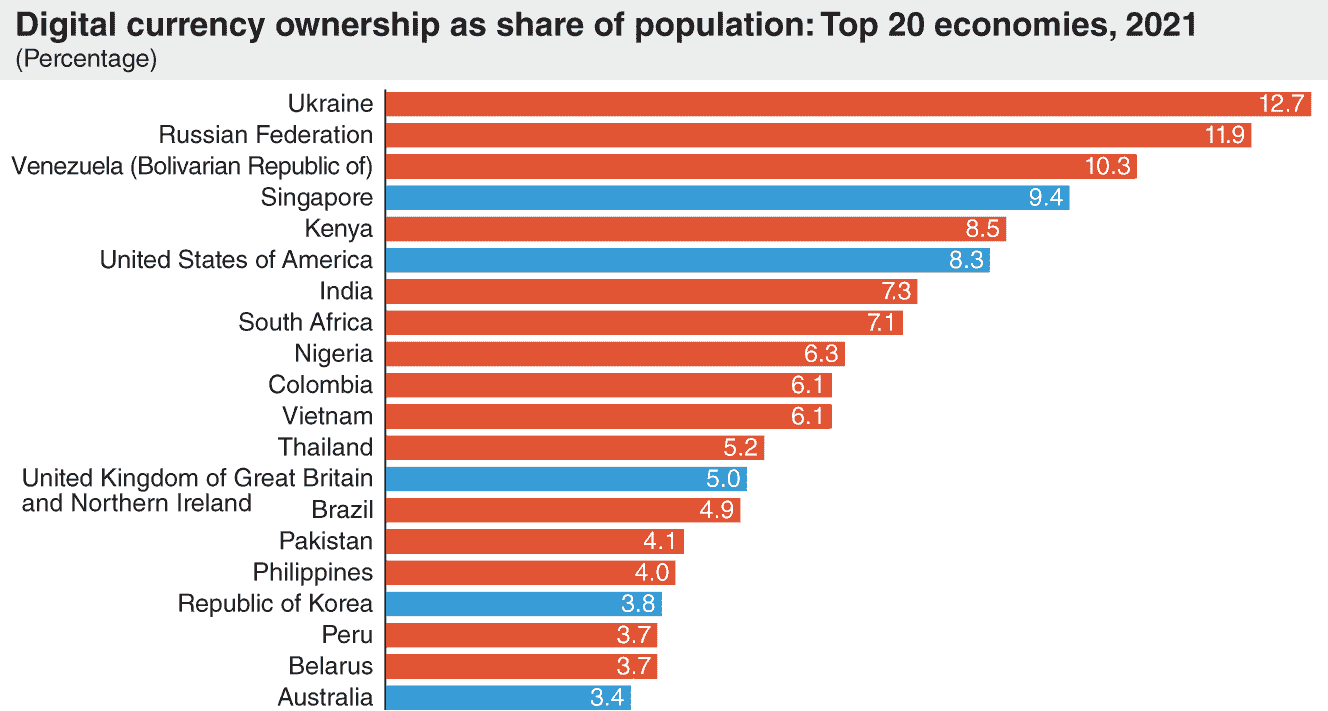 Digital currency ownership as share of population: Top 20 economies, 2021
(Percentage)
Ukraine 12.7
Russian Federation 11.9
Venezuela (Bolivarian Republic of) 10.3
Singapore 9.4
Kenya 8.5
United States of America 8.3
India 7.3
South Africa 7.1
Nigeria 6.3
Colombia 6.1
Vietnam 6.1
Thailand 5.2
United Kingdom of Great Britain 5.0
and Northern Ireland
Brazil 4.9
Pakistan 4.1
Philippines 4.0
Republic of Korea 3.8
Peru 3.7
Belarus 3.7
Australia 3.4